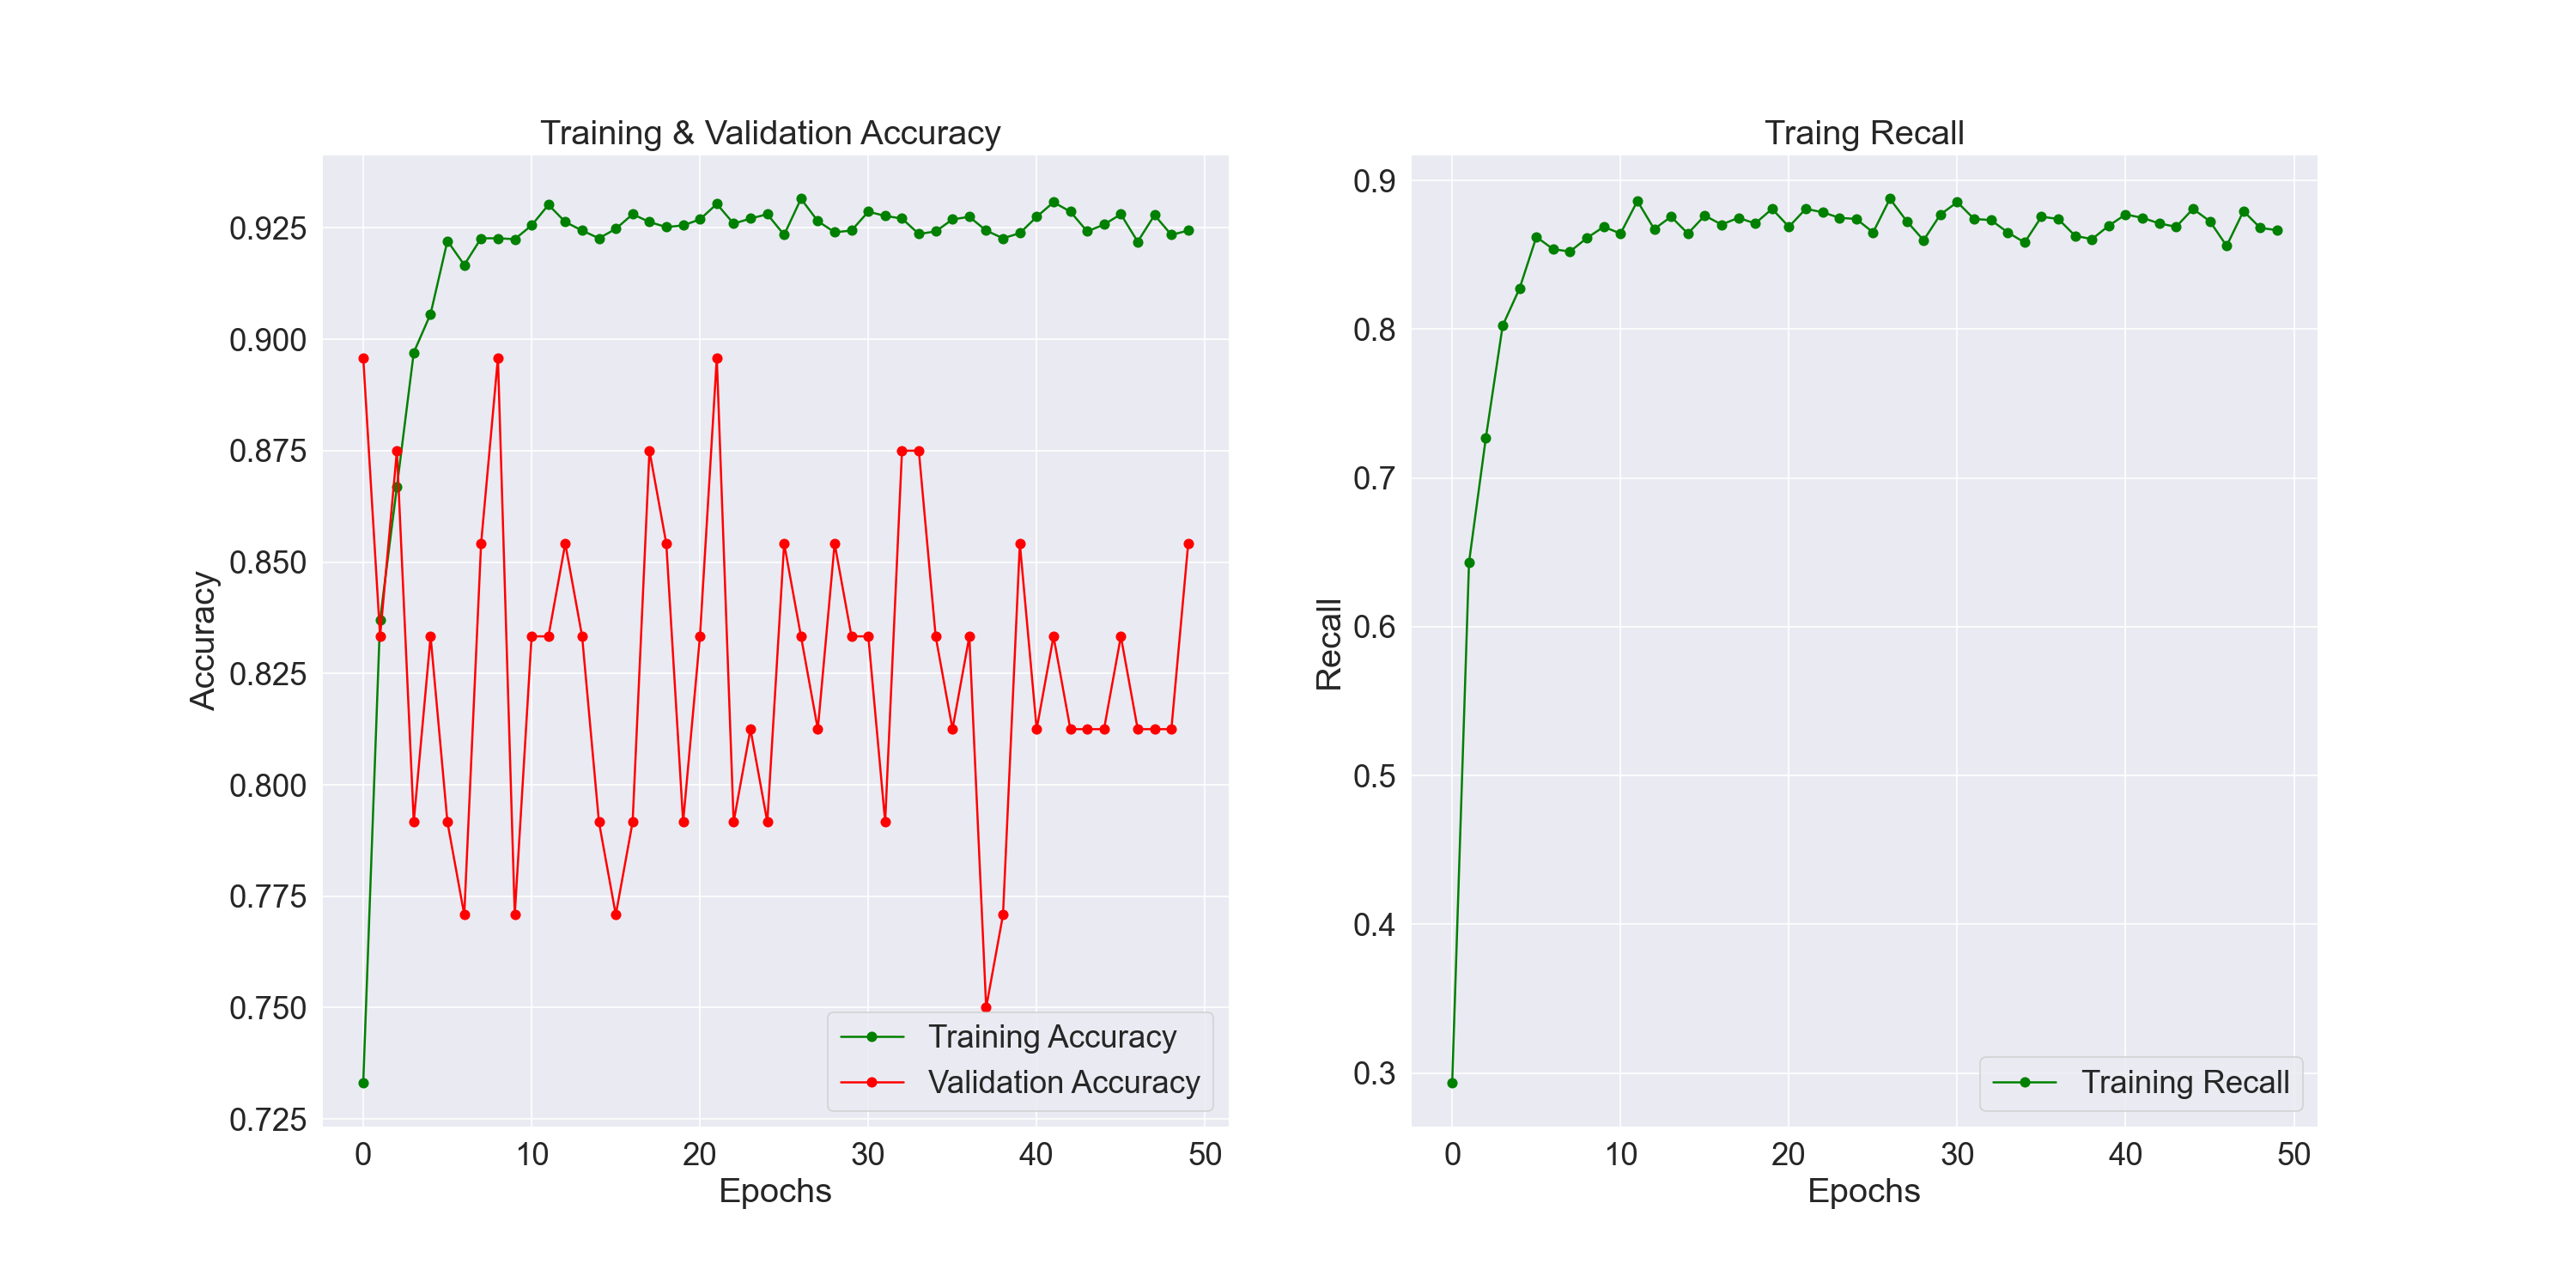 Training & Validation Accuracy
Accuracy
0.925
0.900
0.875
0.850
0.825
0.800
0.775
0.750
0.725
0 10 20 30 40 50
Epochs
Training Accuracy
Validation Accuracy
Traing Recall
Recall
0.9
0.8
0.7
0.6
0.5
0.4
0.3
0 10 20 30 40 50
Epochs
Training Recall